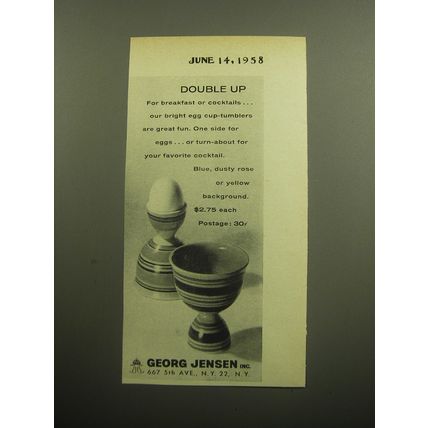 JUNE 14, 1958
DOUBLE UP
For breakfast or cocktails...
our bright egg cup-tumblers
are great fun. One side for
eggs... or turn-about for
your favorite cocktail.
Blue, dusty rose
or yellow
background.
$2.75 each
Postage: 30¢
GEORG JENSEN INC.
667 5th AVE., N.Y. 22, N.Y.